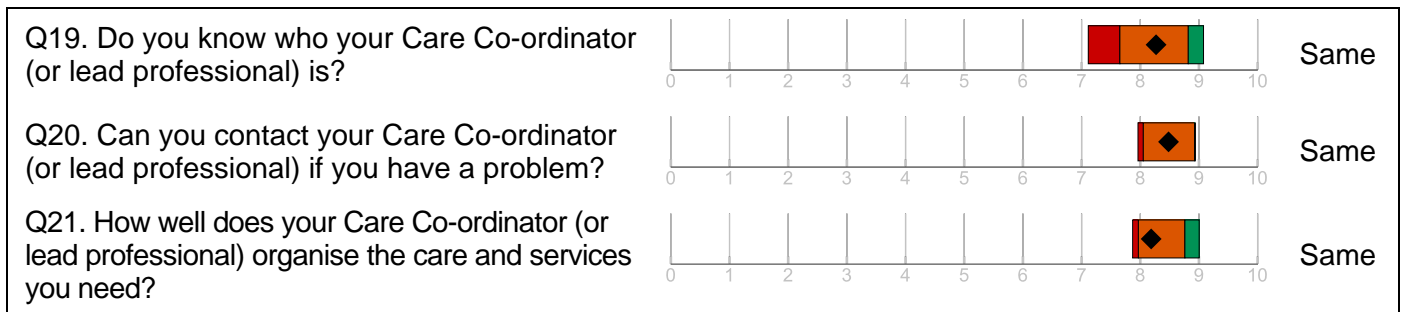 Q19. Do you know who your Care Co-ordinator
(or lead professional) is?
0 1 2 3 4 5 6 7 8 9 10
Same
Q20. Can you contact your Care Co-ordinator
(or lead professional) if you have a problem?
0 1 2 3 4 5 6 7 8 9 10
Same
Q21. How well does your Care Co-ordinator (or
lead professional) organise the care and services
you need?
0 1 2 3 4 5 6 7 8 9 10
Same